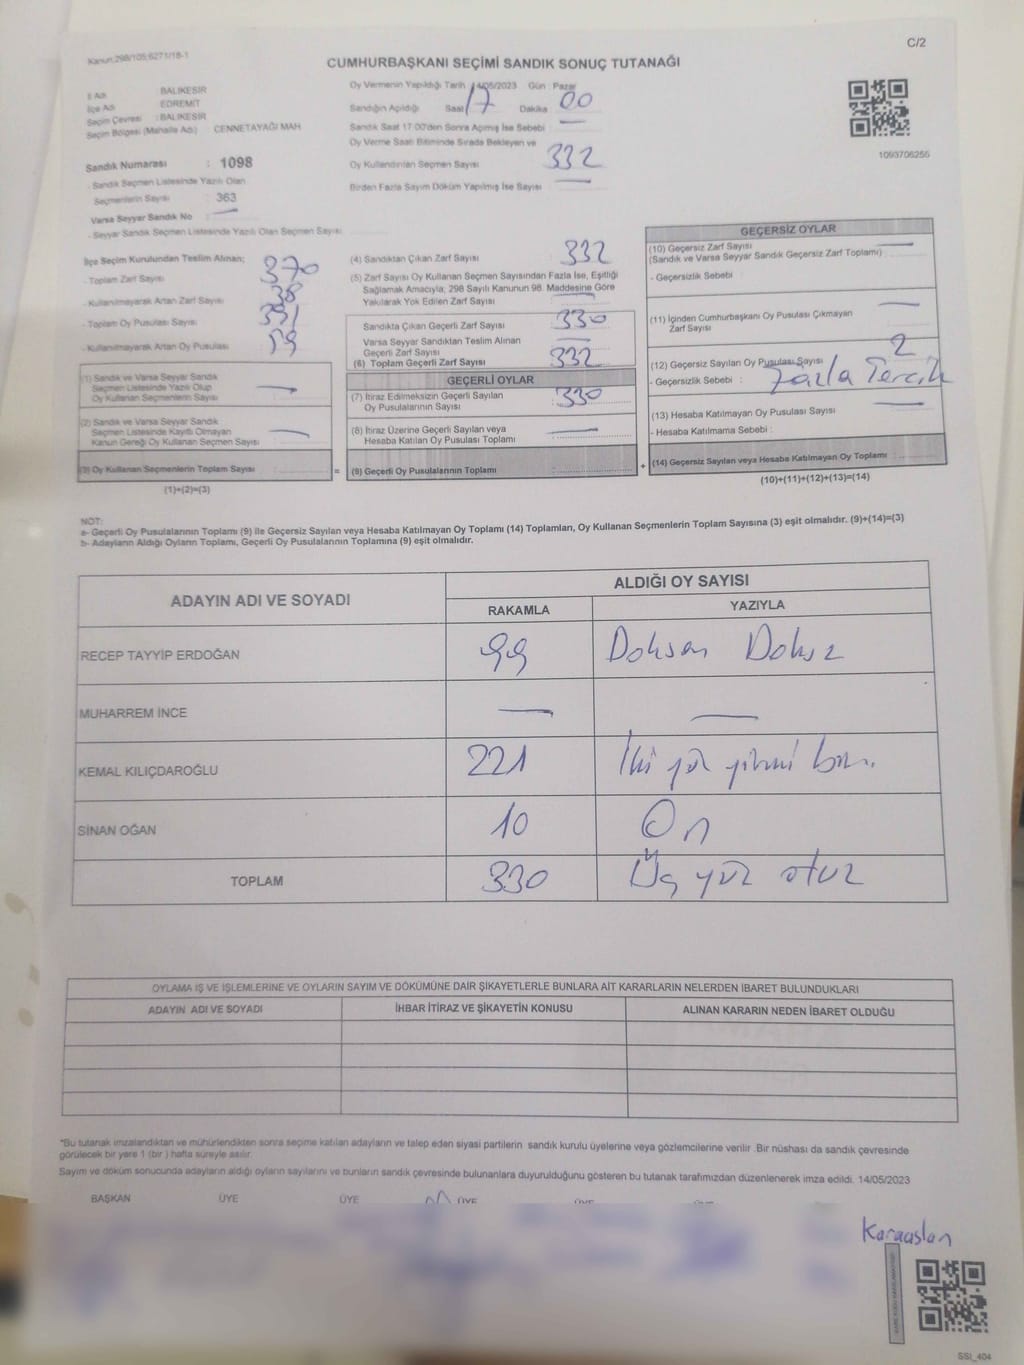 C/2
Kanun:298/105;6271/18-1
CUMHURBAŞKANI SEÇİMİ SANDIK SONUÇ TUTANAĞI
İl Adı : BALIKESİR
İlçe Adı : EDREMİT
Seçim Çevresi : BALIKESİR
Seçim Bölgesi (Mahalle Adı) : CENNETAYAĞI MAH
Sandık Numarası : 1098
- Sandık Seçmen Listesinde Yazılı Olan
Seçmenlerin Sayısı : 363
Varsa Seyyar Sandık No
- Seyyar Sandık Seçmen Listesinde Yazılı Olan Seçmen Sayısı:
Oy Vermenin Yapıldığı Tarih :14/05/2023 Gün : Pazar
Sandığın Açıldığı Saat 17 Dakika : 00
Sandık Saat 17:00'den Sonra Açılmış İse Sebebi :
Oy Verme Saati Bitiminde Sırada Bekleyen ve
Oy Kullandırılan Seçmen Sayısı 332
Birden Fazla Sayım Döküm Yapılmış İse Sayısı
1093706256
İlçe Seçim Kurulundan Teslim Alınan;
- Toplam Zarf Sayısı : 370
- Kullanılmayarak Artan Zarf Sayısı : 38
- Toplam Oy Pusulası Sayısı
- Kullanılmayarak Artan Oy Pusulası
(1) Sandık ve Varsa Seyyar Sandık
Seçmen Listesinde Yazılı Olup
Oy Kullanan Seçmenlerin Sayısı
(2) Sandık ve Varsa Seyyar Sandık
Seçmen Listesinde Kayıtlı Olmayan
Kanun Gereği Oy Kullanan Seçmen Sayısı
(3) Oy Kullanan Seçmenlerin Toplam Sayısı
(1)+(2)=(3)
=
(4) Sandıktan Çıkan Zarf Sayısı 332
(5) Zarf Sayısı Oy Kullanan Seçmen Sayısından Fazla İse, Eşitliği
Sağlamak Amacıyla; 298 Sayılı Kanunun 98. Maddesine Göre
Yakılarak Yok Edilen Zarf Sayısı
Sandıkta Çıkan Geçerli Zarf Sayısı : 330
Varsa Seyyar Sandıktan Teslim Alınan
Geçerli Zarf Sayısı
(6) Toplam Geçerli Zarf Sayısı 332
GEÇERLİ OYLAR
(7) İtiraz Edilmeksizin Geçerli Sayılan
Oy Pusulalarının Sayısı : 330
(8) İtiraz Üzerine Geçerli Sayılan veya
Hesaba Katılan Oy Pusulası Toplamı
(9) Geçerli Oy Pusulalarının Toplamı
+
GEÇERSİZ OYLAR
(10) Geçersiz Zarf Sayısı
(Sandık ve Varsa Seyyar Sandık Geçersiz Zarf Toplamı)
- Geçersizlik Sebebi :
(11) İçinden Cumhurbaşkanı Oy Pusulası Çıkmayan
Zarf Sayısı
(12) Geçersiz Sayılan Oy Pusulası Sayısı 2
- Geçersizlik Sebebi : Fazla Tercih
(13) Hesaba Katılmayan Oy Pusulası Sayısı
- Hesaba Katılmama Sebebi :
(14) Geçersiz Sayılan veya Hesaba Katılmayan Oy Toplamı :
(10)+(11)+(12)+(13)=(14)
NOT:
a- Geçerli Oy Pusulalarının Toplamı (9) ile Geçersiz Sayılan veya Hesaba Katılmayan Oy Toplamı (14) Toplamları, Oy Kullanan Seçmenlerin Toplam Sayısına (3) eşit olmalıdır. (9)+(14)=(3)
b- Adayların Aldığı Oyların Toplamı, Geçerli Oy Pusulalarının Toplamına (9) eşit olmalıdır.
ADAYIN ADI VE SOYADI
ALDIĞI OY SAYISI
RAKAMLA YAZIYLA
RECEP TAYYİP ERDOĞAN 99 Doksan Dokuz
MUHARREM İNCE
KEMAL KILIÇDAROĞLU 221 İki yüz yirmi bir.
SİNAN OĞAN 10 On
TOPLAM 330 Üç yüz otuz
OYLAMA İŞ VE İŞLEMLERİNE VE OYLARIN SAYIM VE DÖKÜMÜNE DAİR ŞİKAYETLERLE BUNLARA AİT KARARLARIN NELERDEN İBARET BULUNDUKLARI
ADAYIN ADI VE SOYADI İHBAR İTİRAZ VE ŞİKAYETİN KONUSU ALINAN KARARIN NEDEN İBARET OLDUĞU
*Bu tutanak imzalandıktan ve mühürlendikten sonra seçime katılan adayların ve talep eden siyasi partilerin sandık kurulu üyelerine veya gözlemcilerine verilir .Bir nüshası da sandık çevresinde
görülecek bir yere 1 (bir ) hafta süreyle asılır.
Sayım ve döküm sonucunda adayların aldığı oyların sayılarını ve bunların sandık çevresinde bulunanlara duyurulduğunu gösteren bu tutanak tarafımızdan düzenlenerek imza edildi. 14/05/2023
BAŞKAN ÜYE ÜYE ÜYE ÜYE
Karaaslan
SSI_404